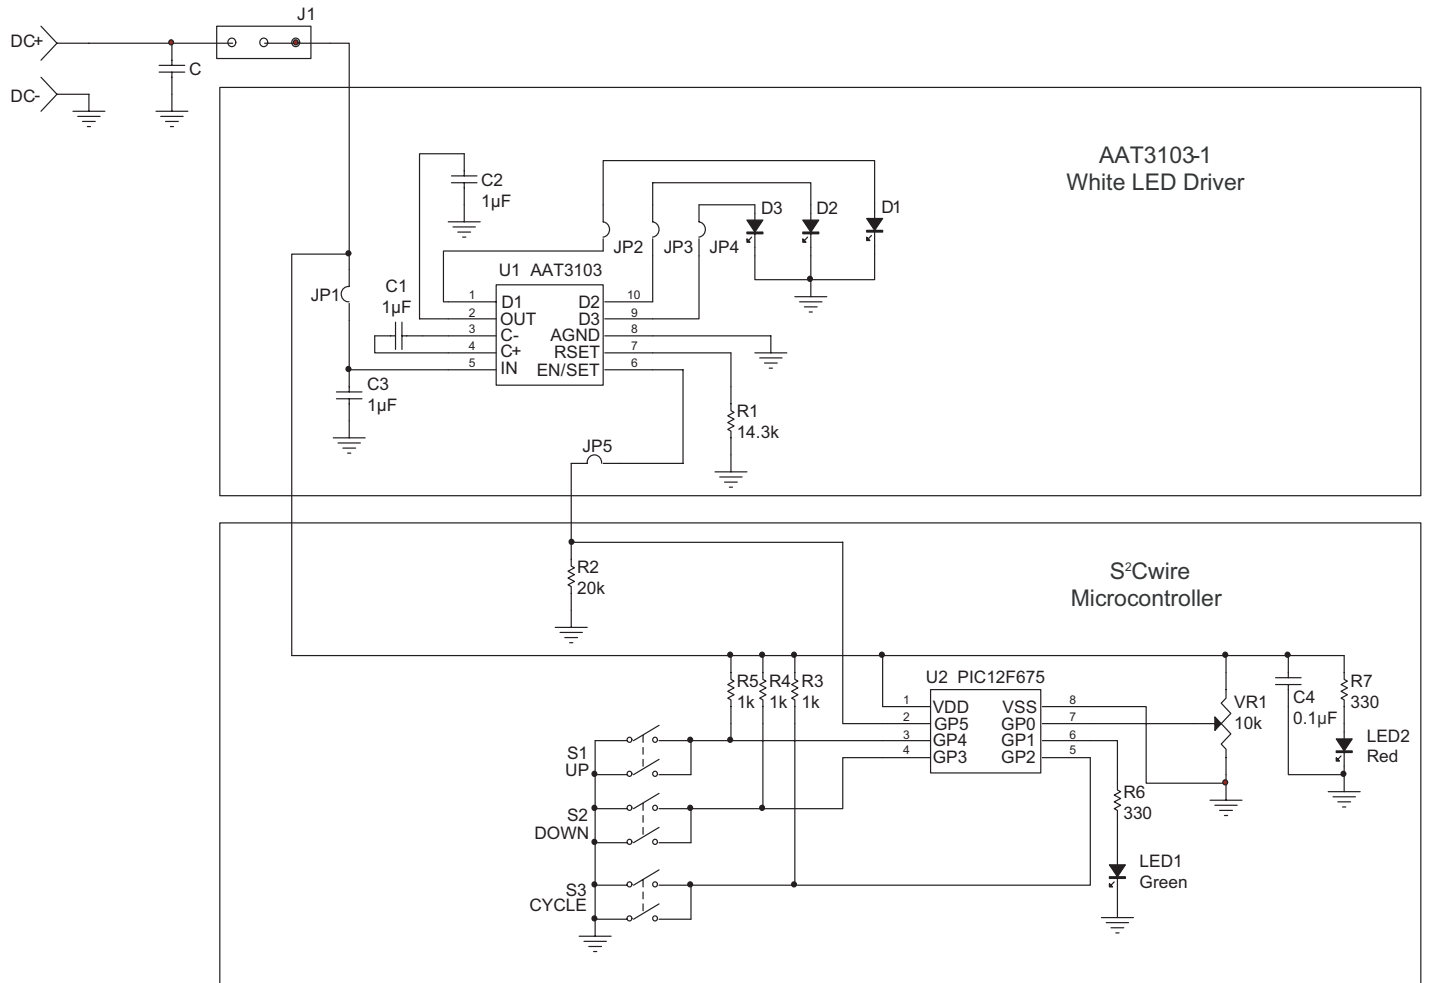 J1
DC+
C
DC-
AAT3103-1
White LED Driver
C2
1µF
D3
D2
D1
JP2
JP3
JP4
U1 AAT3103
C1
1µF
JP1
1
2
3
4
5
D1
OUT
C-
C+
IN
D2
D3
AGND
RSET
EN/SET
10
9
8
7
6
C3
1µF
R1
14.3k
JP5
R2
20k
S²Cwire
Microcontroller
R5
1k
R4
1k
R3
1k
U2 PIC12F675
1
2
3
4
VDD
GP5
GP4
GP3
VSS
GP0
GP1
GP2
8
7
6
5
VR1
10k
C4
0.1µF
R7
330
LED2
Red
S1
UP
S2
DOWN
S3
CYCLE
R6
330
LED1
Green